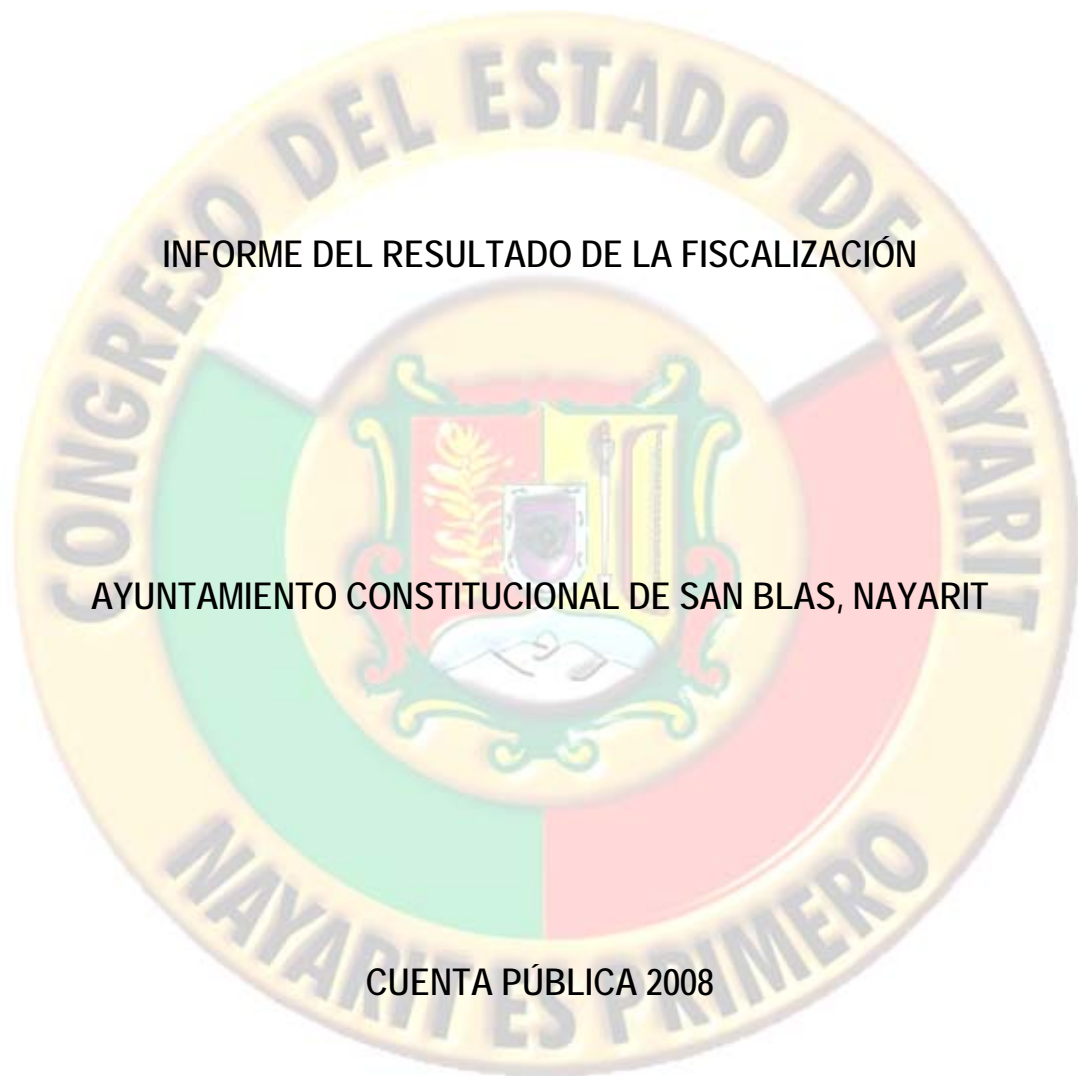 CONGRESO DEL ESTADO DE NAYARIT
INFORME DEL RESULTADO DE LA FISCALIZACIÓN
AYUNTAMIENTO CONSTITUCIONAL DE SAN BLAS, NAYARIT
CUENTA PÚBLICA 2008
NAYARIT ES PRIMERO